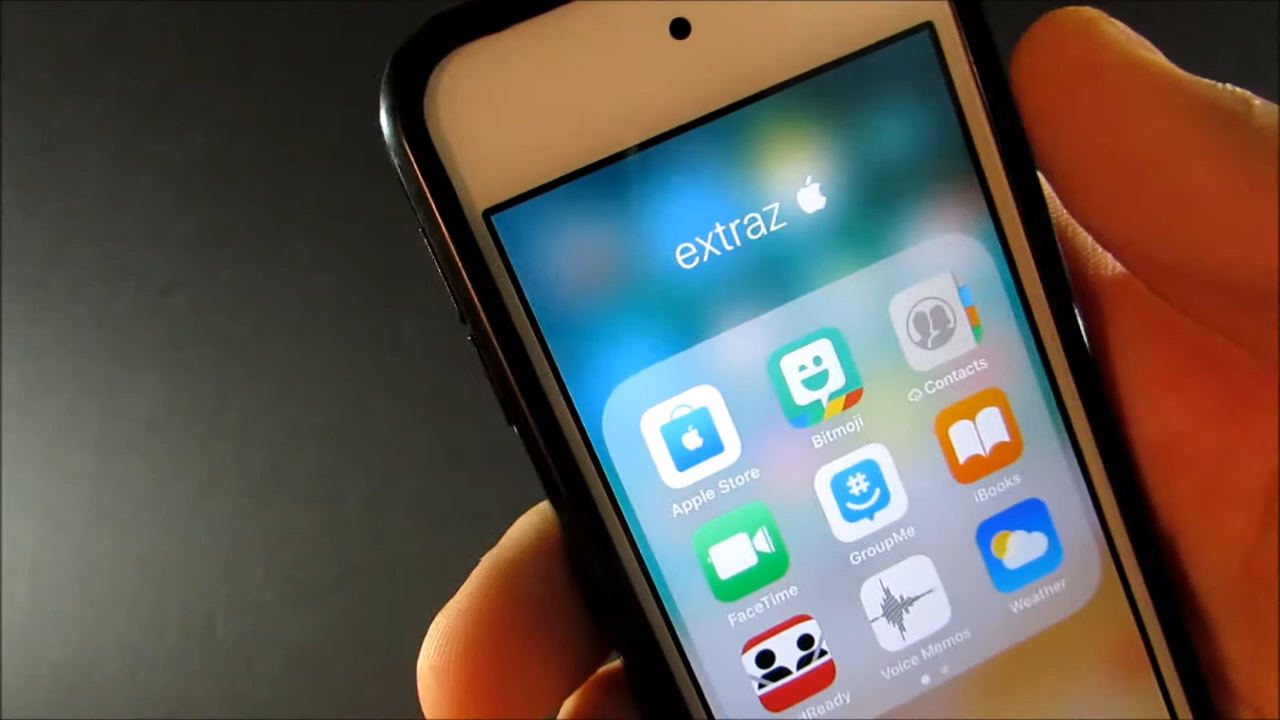 extraz
Apple Store
Bitmoji
Contacts
FaceTime
GroupMe
iBooks
Voice Memos
Weather